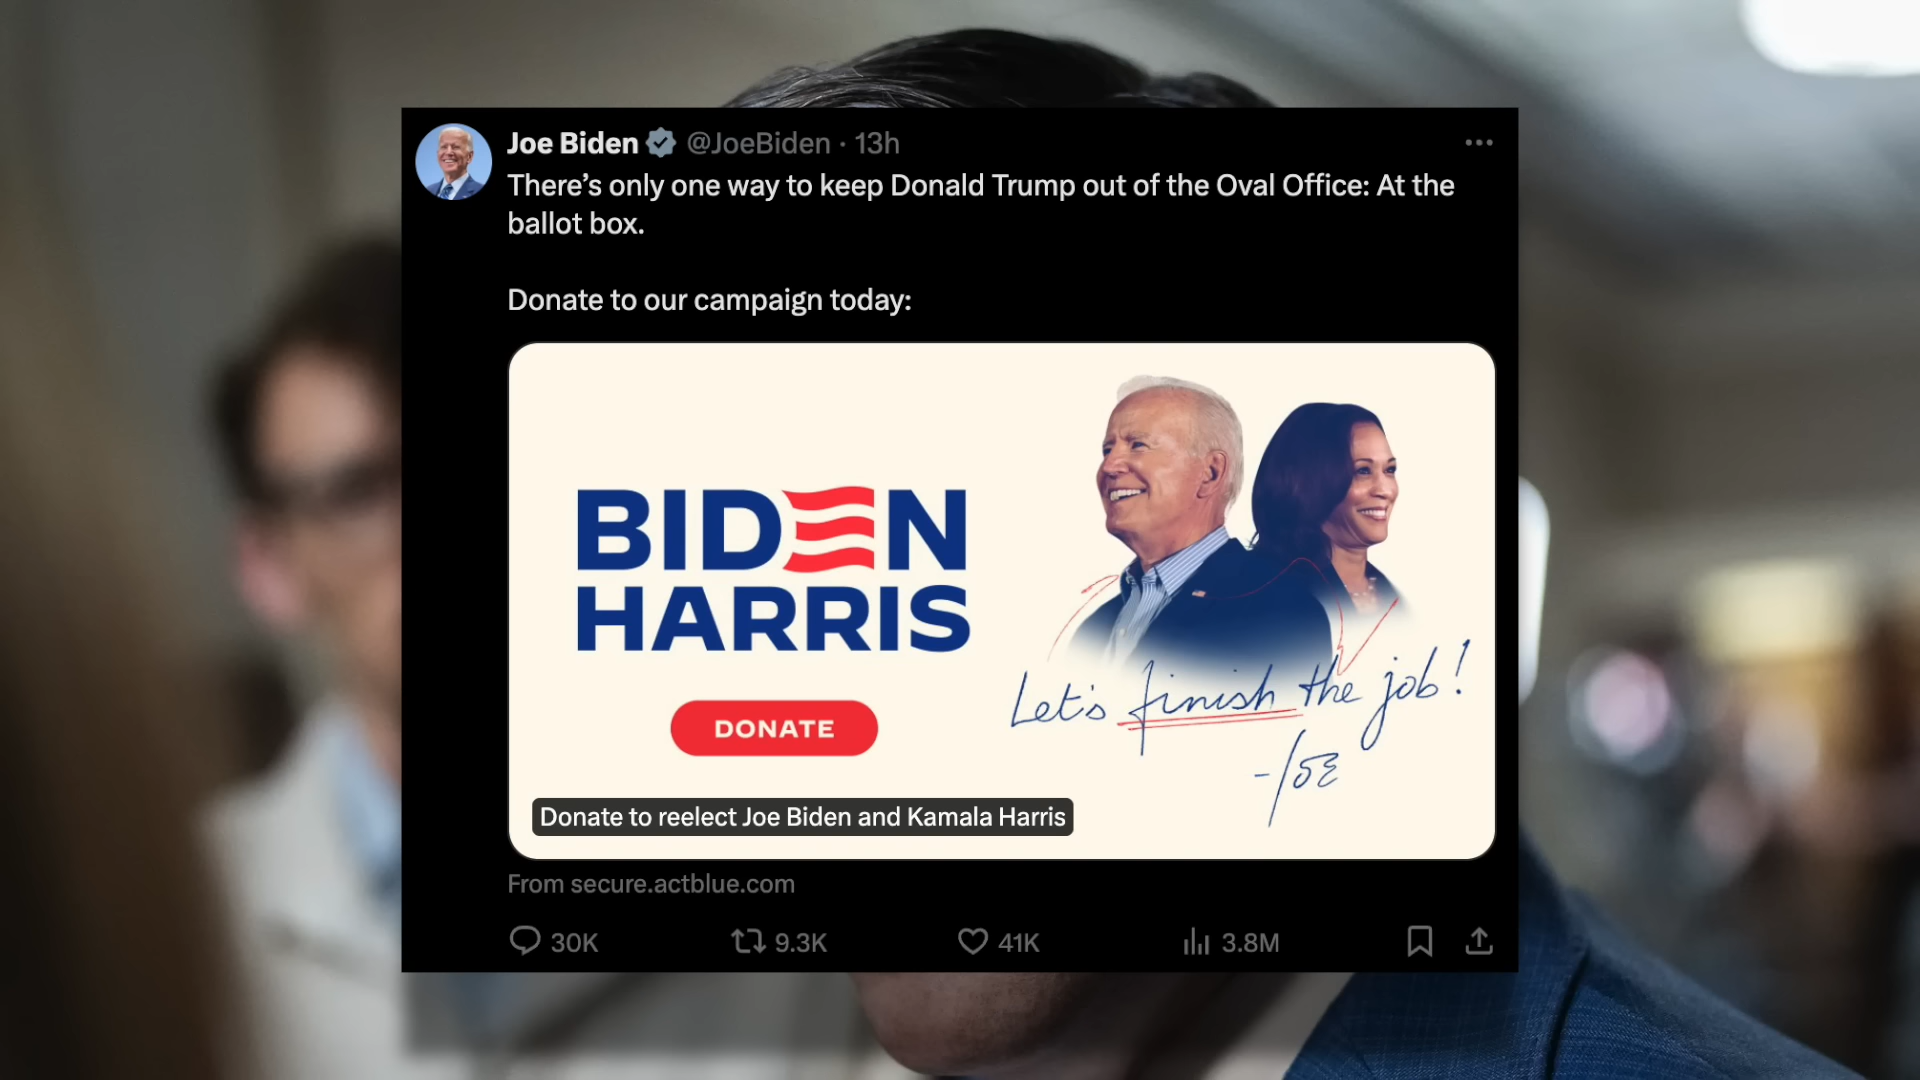 Joe Biden @JoeBiden · 13h
There’s only one way to keep Donald Trump out of the Oval Office: At the
ballot box.
Donate to our campaign today:
BIDEN
HARRIS
DONATE
Let's finish the job!
-Joe
Donate to reelect Joe Biden and Kamala Harris
From secure.actblue.com
30K 9.3K 41K 3.8M